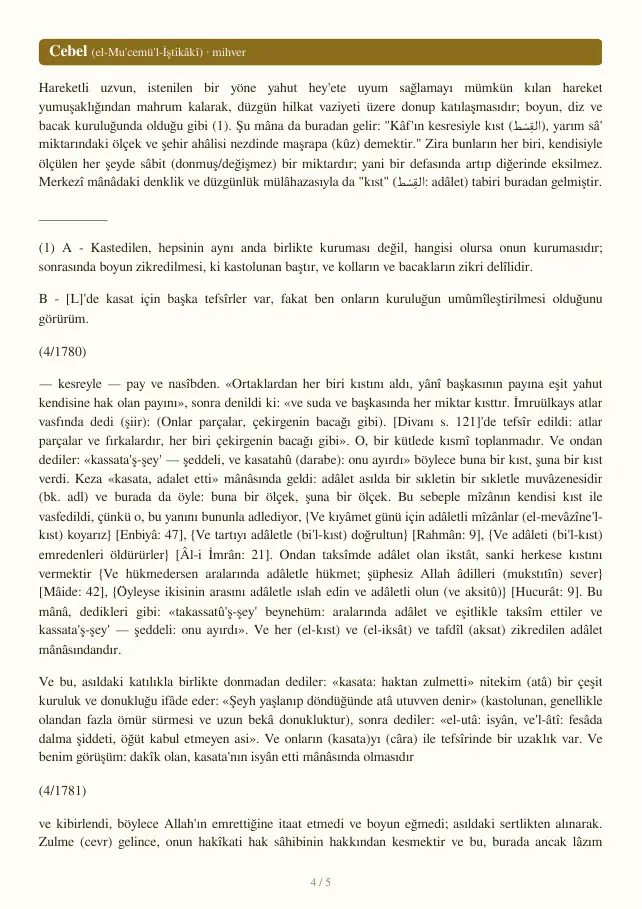 Cebel (el-Mu'cemü'l-İştikâkî) · mihver
Hareketli uzvun, istenilen bir yöne yahut hey'ete uyum sağlamayı mümkün kılan hareket
yumuşaklığından mahrum kalarak, düzgün hilkat vaziyeti üzere donup katılaşmasıdır; boyun, diz ve
bacak kuruluğunda olduğu gibi (1). Şu mâna da buradan gelir: "Kâf'ın kesresiyle kıst (القِسْط), yarım sâ'
miktarındaki ölçek ve şehir ahâlisi nezdinde maşrapa (kûz) demektir." Zira bunların her biri, kendisiyle
ölçülen her şeyde sâbit (donmuş/değişmez) bir miktardır; yani bir defasında artıp diğerinde eksilmez.
Merkezî mânadaki denklik ve düzgünlük mülâhazasıyla da "kıst" (القِسْط: adâlet) tabiri buradan gelmiştir.
(1) A - Kastedilen, hepsinin aynı anda birlikte kuruması değil, hangisi olursa onun kurumasıdır;
sonrasında boyun zikredilmesi, ki kastolunan baştır, ve kolların ve bacakların zikri delîlidir.
B - [L]'de kasat için başka tefsîrler var, fakat ben onların kuruluğun umûmîleştirilmesi olduğunu
görürüm.
(4/1780)
— kesreyle — pay ve nasîbden. «Ortaklardan her biri kıstını aldı, yânî başkasının payına eşit yahut
kendisine hak olan payını», sonra denildi ki: «ve suda ve başkasında her miktar kısttır. İmruülkays atlar
vasfında dedi (şiir): (Onlar parçalar, çekirgenin bacağı gibi). [Divanı s. 121]'de tefsîr edildi: atlar
parçalar ve fırkalardır, her biri çekirgenin bacağı gibi». O, bir kütlede kısmî toplanmadır. Ve ondan
dediler: «kassata'ş-şey' — şeddeli, ve kasatahû (darabe): onu ayırdı» böylece buna bir kıst, şuna bir kıst
verdi. Keza «kasata, adalet etti» mânâsında geldi: adâlet asılda bir sıkletin bir sıkletle muvâzenesidir
(bk. adl) ve burada da öyle: buna bir ölçek, şuna bir ölçek. Bu sebeple mîzânın kendisi kıst ile
vasfedildi, çünkü o, bu yanını bununla adlediyor, {Ve kıyâmet günü için adâletli mîzânlar (el-mevâzîne'l-
kıst) koyarız} [Enbiyâ: 47], {Ve tartıyı adâletle (bi'l-kıst) doğrultun} [Rahmân: 9], {Ve adâleti (bi'l-kıst)
emredenleri öldürürler} [Âl-i İmrân: 21]. Ondan taksîmde adâlet olan ikstât, sanki herkese kıstını
vermektir {Ve hükmedersen aralarında adâletle hükmet; şüphesiz Allah âdilleri (mukstıtîn) sever}
[Mâide: 42], {Öyleyse ikisinin arasını adâletle ıslah edin ve adâletli olun (ve aksitû)} [Hucurât: 9]. Bu
mânâ, dedikleri gibi: «takassatû'ş-şey' beynehüm: aralarında adâlet ve eşitlikle taksîm ettiler ve
kassata'ş-şey' — şeddeli: onu ayırdı». Ve her (el-kıst) ve (el-iksât) ve tafdîl (aksat) zikredilen adâlet
mânâsındandır.
Ve bu, asıldaki katılıkla birlikte donmadan dediler: «kasata: haktan zulmetti» nitekim (atâ) bir çeşit
kuruluk ve donukluğu ifâde eder: «Şeyh yaşlanıp döndüğünde atâ utuvven denir» (kastolunan, genellikle
olandan fazla ömür sürmesi ve uzun bekâ donukluktur), sonra dediler: «el-utâ: isyân, ve'l-âtî: fesâda
dalma şiddeti, öğüt kabul etmeyen asi». Ve onların (kasata)yı (câra) ile tefsîrinde bir uzaklık var. Ve
benim görüşüm: dakîk olan, kasata'nın isyân etti mânâsında olmasıdır
(4/1781)
ve kibirlendi, böylece Allah'ın emrettiğine itaat etmedi ve boyun eğmedi; asıldaki sertlikten alınarak.
Zulme (cevr) gelince, onun hakîkati hak sâhibinin hakkından kesmektir ve bu, burada ancak lâzım
4 / 5